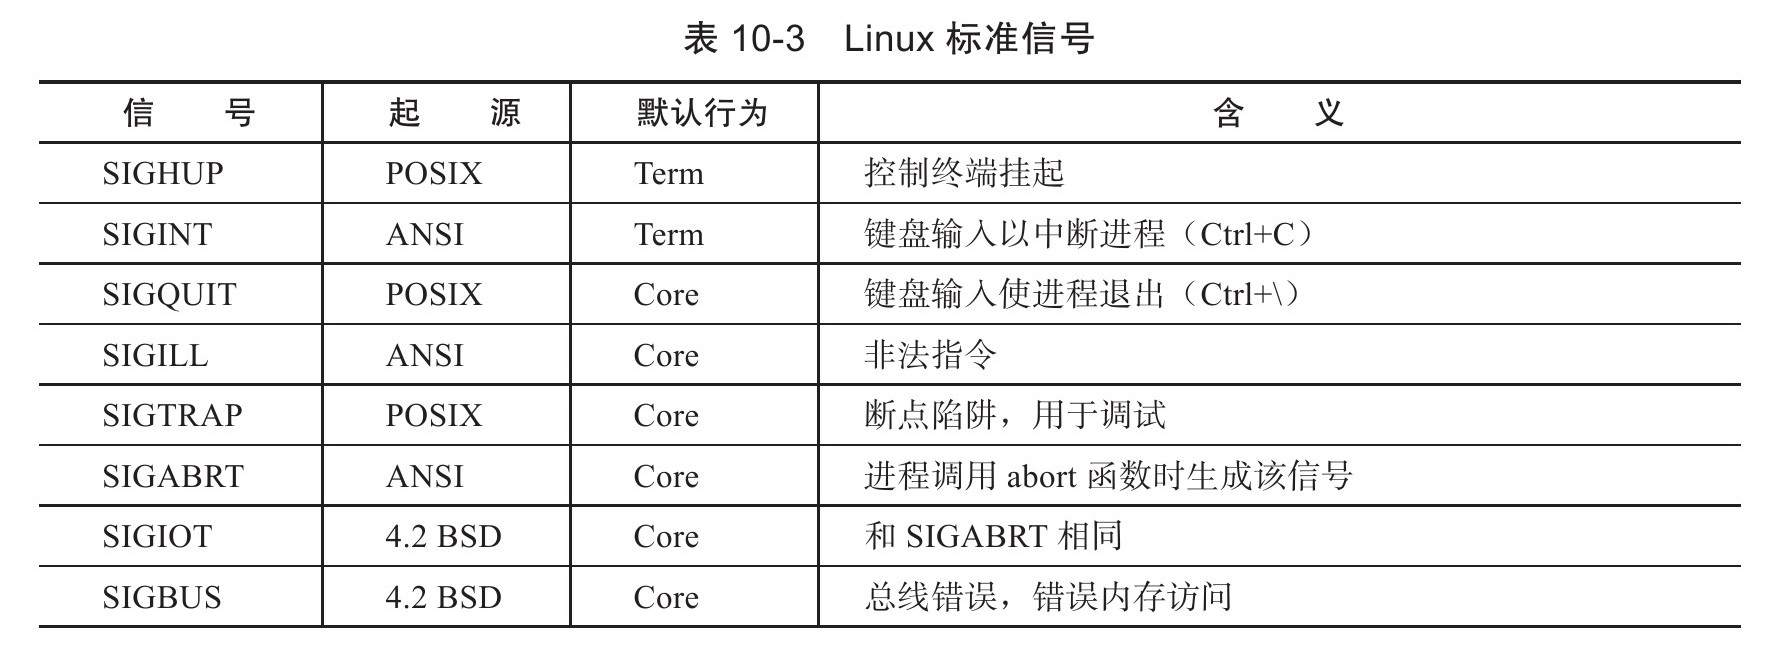 表 10-3 Linux 标准信号
信 号 起 源 默认行为 含 义
SIGHUP POSIX Term 控制终端挂起
SIGINT ANSI Term 键盘输入以中断进程（Ctrl+C）
SIGQUIT POSIX Core 键盘输入使进程退出（Ctrl+\）
SIGILL ANSI Core 非法指令
SIGTRAP POSIX Core 断点陷阱，用于调试
SIGABRT ANSI Core 进程调用 abort 函数时生成该信号
SIGIOT 4.2 BSD Core 和 SIGABRT 相同
SIGBUS 4.2 BSD Core 总线错误，错误内存访问